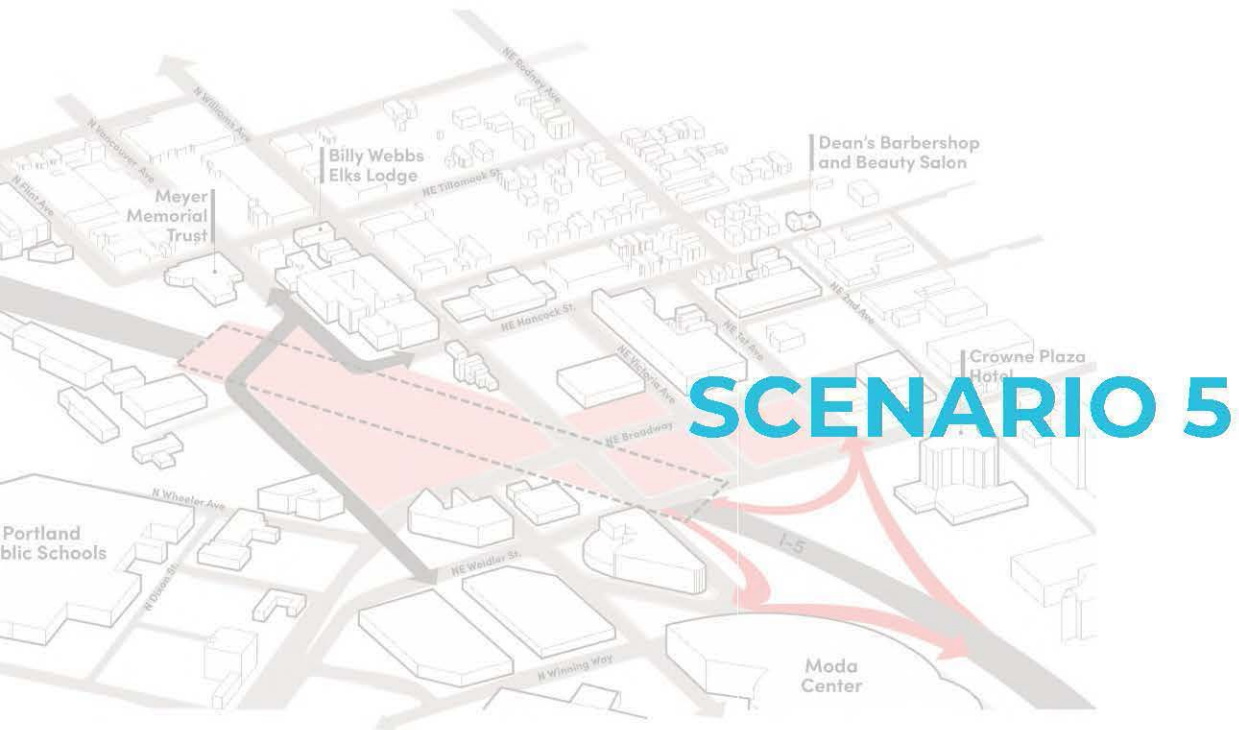 NE Rodney Ave
N Williams Ave
N Vancouver Ave
N Flint Ave
Billy Webbs
Elks Lodge
Dean's Barbershop
and Beauty Salon
NE Tillamook St.
Meyer
Memorial
Trust
NE Hancock St.
NE 2nd Ave
NE 1st Ave
NE Victoria Ave
Crowne Plaza
Hotel
SCENARIO 5
NE Broadway
N Wheeler Ave
Portland
blic Schools
N Dixon St.
I-5
NE Weidler St.
N Winning Way
Moda
Center